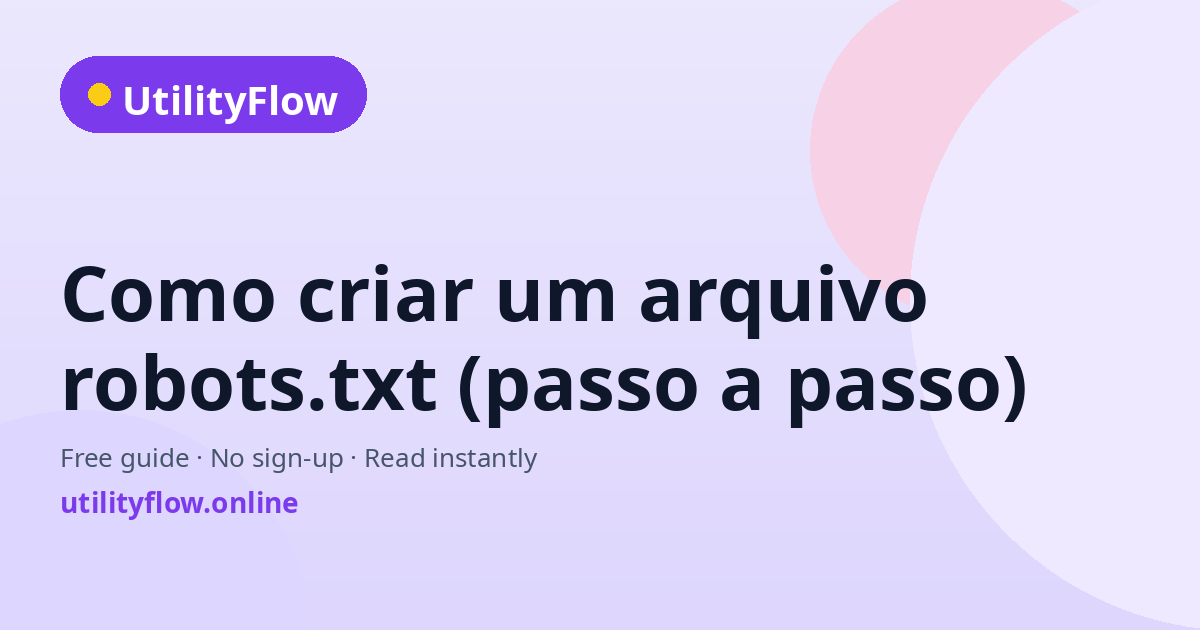 UtilityFlow
Como criar um arquivo
robots.txt (passo a passo)
Free guide · No sign-up · Read instantly
utilityflow.online